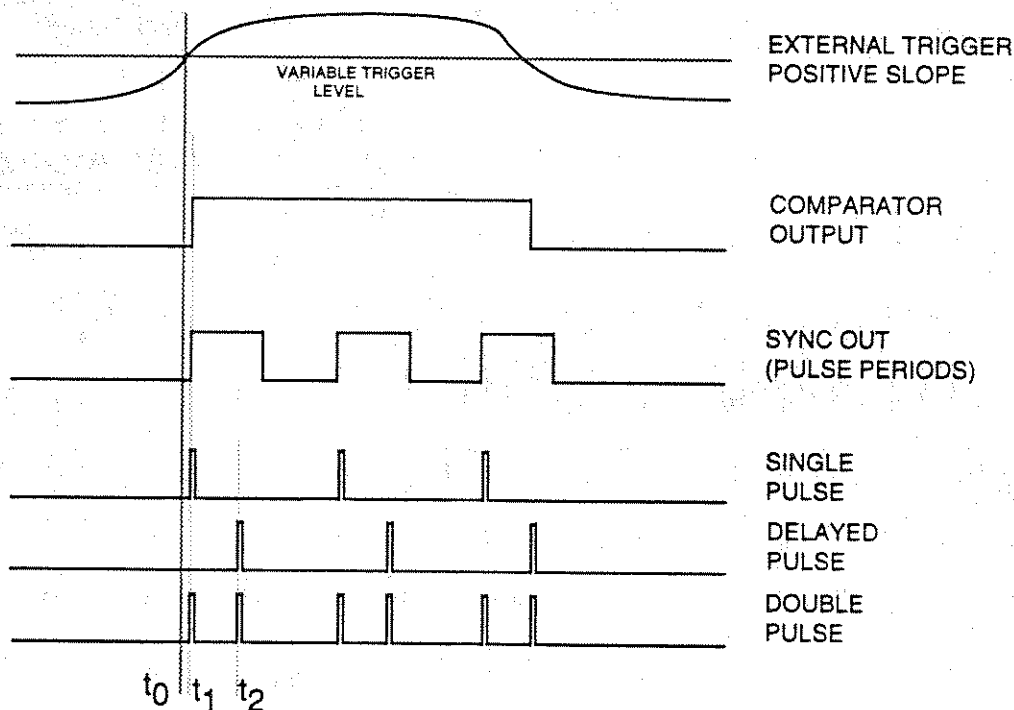 EXTERNAL TRIGGER
POSITIVE SLOPE
VARIABLE TRIGGER
LEVEL
COMPARATOR
OUTPUT
SYNC OUT
(PULSE PERIODS)
SINGLE
PULSE
DELAYED
PULSE
DOUBLE
PULSE
t0 t1 t2